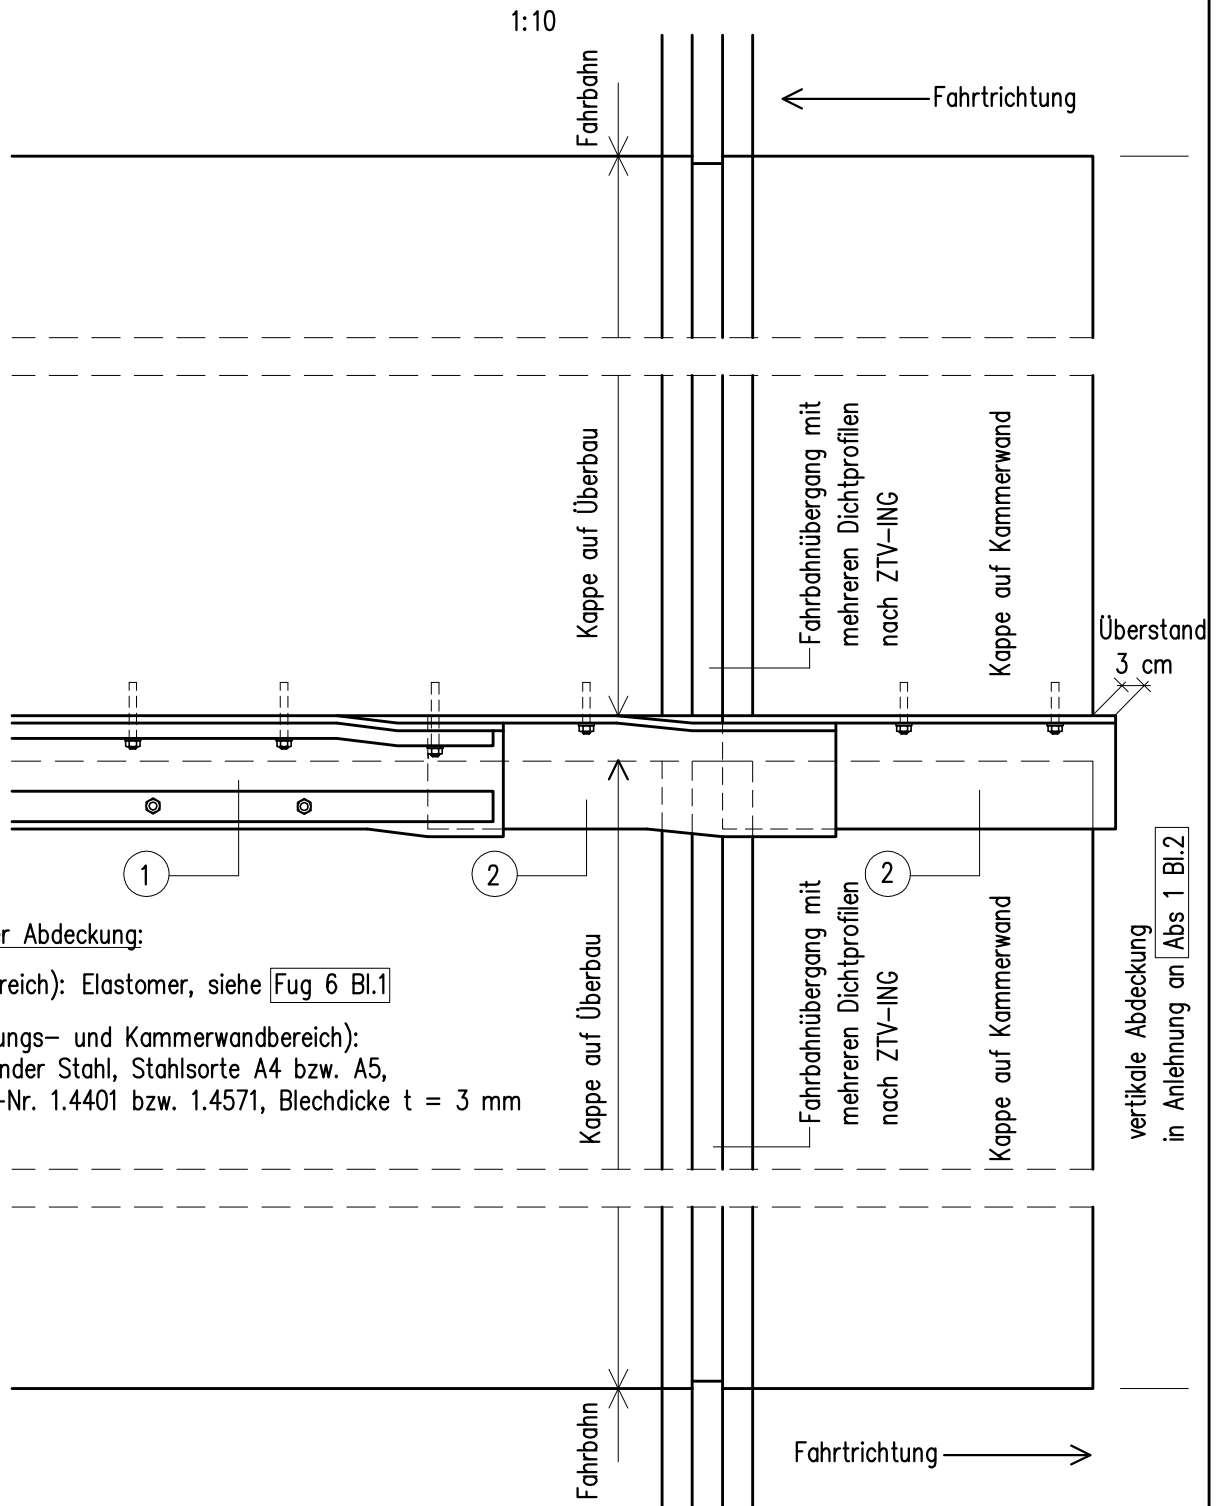 1:10
Fahrbahn
Fahrtrichtung
Kappe auf Überbau
Fahrbahnübergang mit
mehreren Dichtprofilen
nach ZTV-ING
Kappe auf Kammerwand
Überstand
3 cm
1
2
2
er Abdeckung:
reich): Elastomer, siehe Fug 6 Bl.1
ungs- und Kammerwandbereich):
nder Stahl, Stahlsorte A4 bzw. A5,
-Nr. 1.4401 bzw. 1.4571, Blechdicke t = 3 mm
Kappe auf Überbau
Fahrbahnübergang mit
mehreren Dichtprofilen
nach ZTV-ING
Kappe auf Kammerwand
vertikale Abdeckung
in Anlehnung an Abs 1 Bl.2
Fahrbahn
Fahrtrichtung